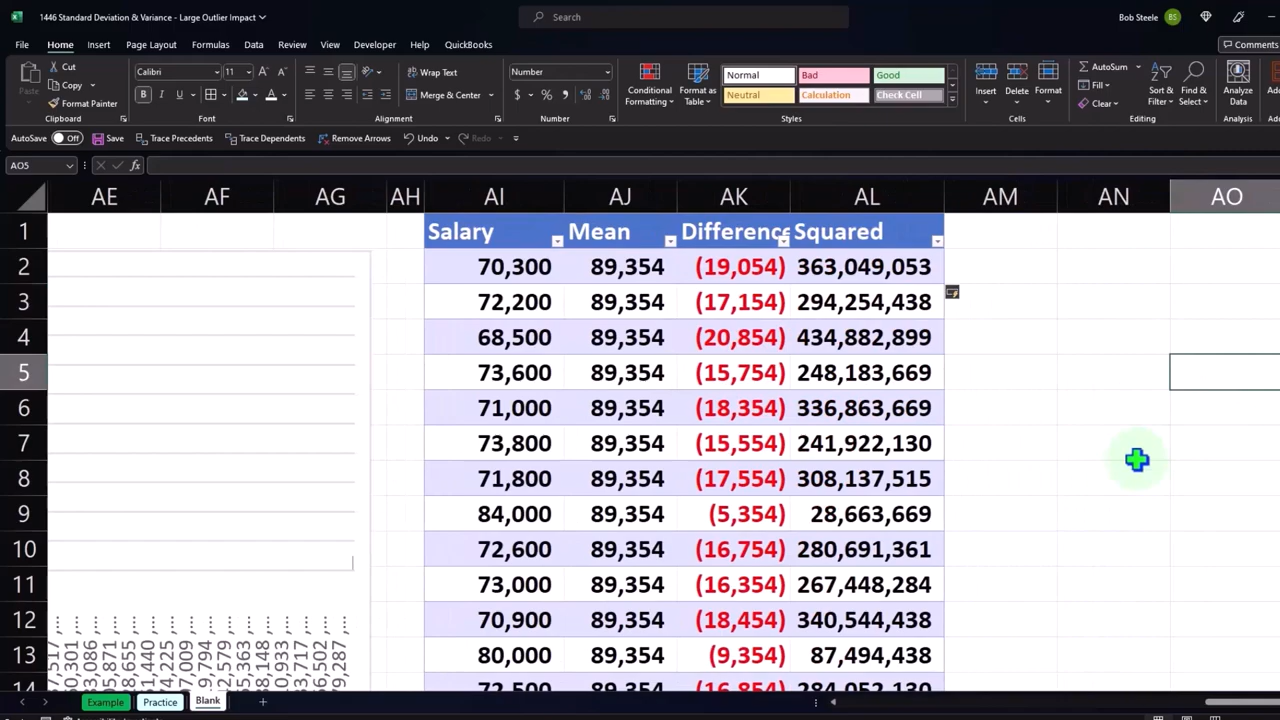 1446 Standard Deviation & Variance - Large Outlier Impact
Search
Bob Steele BS
File Home Insert Page Layout Formulas Data Review View Developer Help QuickBooks Comments
Cut
Copy
Format Painter
Paste
Clipboard
Calibri 11
B I U
Font
Wrap Text
Merge & Center
Alignment
Number
$ % ,
Number
Conditional Formatting
Format as Table
Normal Bad Good
Neutral Calculation Check Cell
Styles
Insert Delete Format
Cells
AutoSum
Fill
Clear
Sort & Filter
Find & Select
Editing
Analyze Data
Analysis
AutoSave Off Save Trace Precedents Trace Dependents Remove Arrows Undo Redo
AO5 fx
AE AF AG AH AI AJ AK AL AM AN AO
1 Salary Mean Difference Squared
2 70,300 89,354 (19,054) 363,049,053
3 72,200 89,354 (17,154) 294,254,438
4 68,500 89,354 (20,854) 434,882,899
5 73,600 89,354 (15,754) 248,183,669
6 71,000 89,354 (18,354) 336,863,669
7 73,800 89,354 (15,554) 241,922,130
8 71,800 89,354 (17,554) 308,137,515
9 84,000 89,354 (5,354) 28,663,669
10 72,600 89,354 (16,754) 280,691,361
11 73,000 89,354 (16,354) 267,448,284
12 70,900 89,354 (18,454) 340,544,438
13 80,000 89,354 (9,354) 87,494,438
14 72,500 89,354 (16,854) 284,052,130
Example Practice Blank